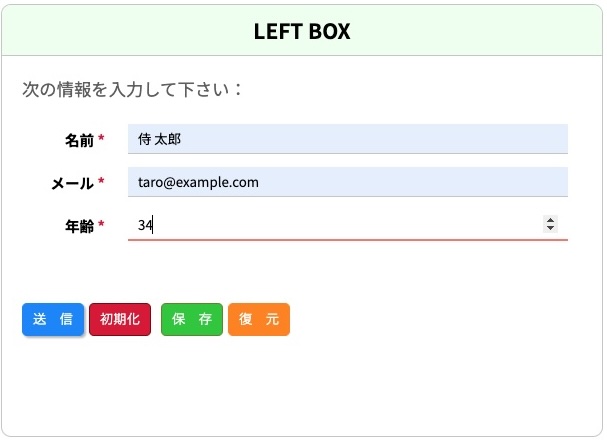 LEFT BOX
次の情報を入力して下さい：
名前 * 侍 太郎
メール * taro@example.com
年齢 * 34
送　信 初期化 保　存 復　元